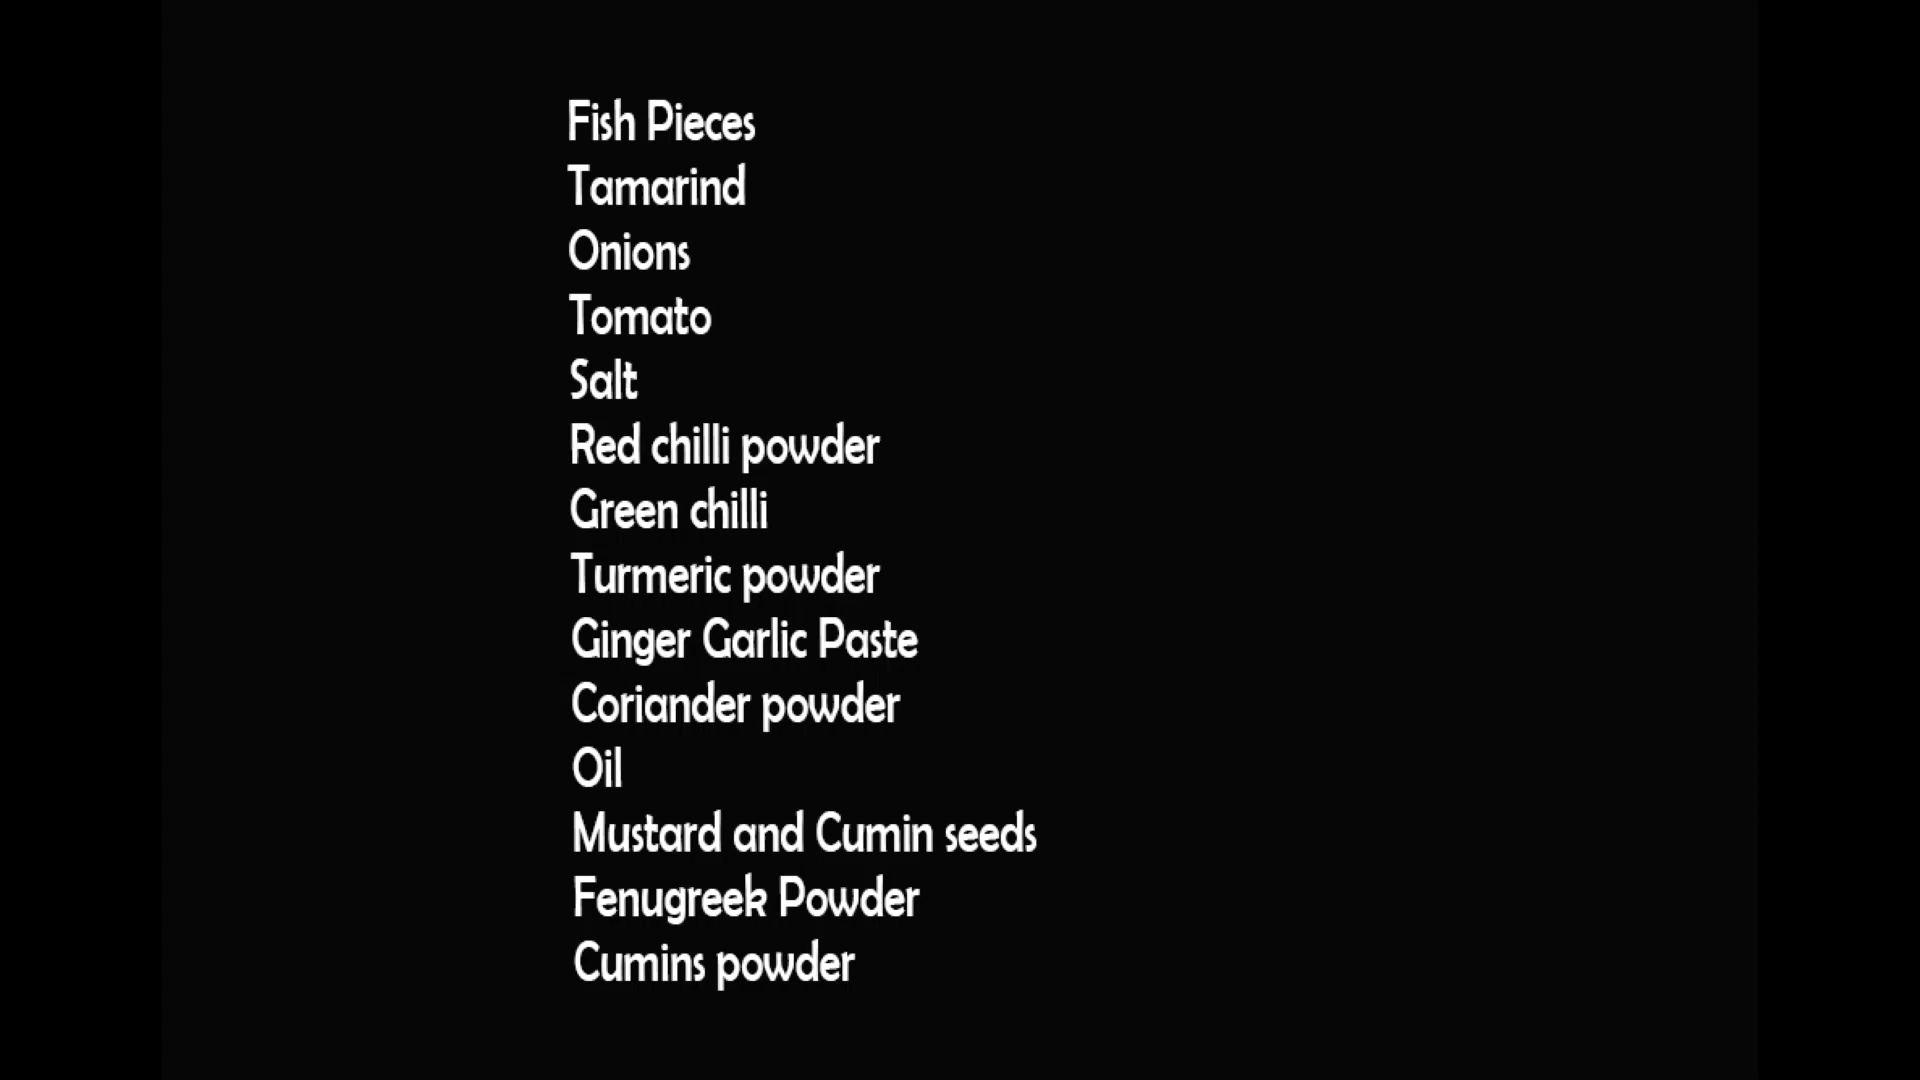 Fish Pieces
Tamarind
Onions
Tomato
Salt
Red chilli powder
Green chilli
Turmeric powder
Ginger Garlic Paste
Coriander powder
Oil
Mustard and Cumin seeds
Fenugreek Powder
Cumins powder